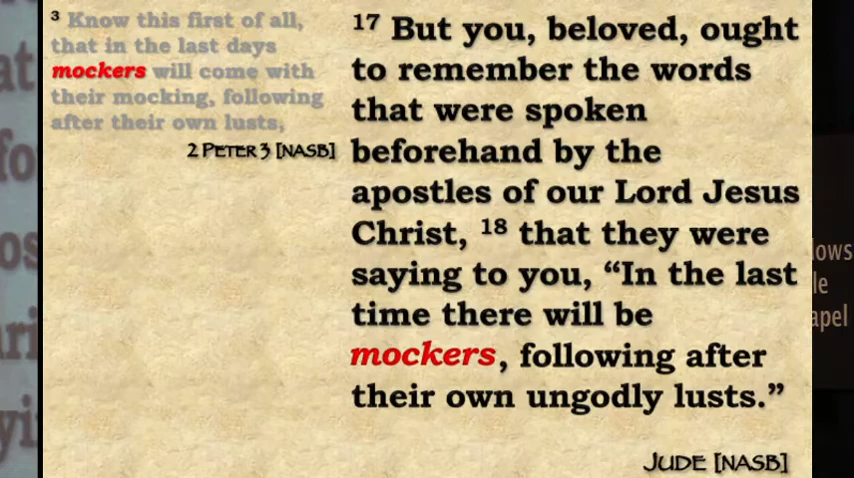 3 Know this first of all,
that in the last days
mockers will come with
their mocking, following
after their own lusts,
2 PETER 3 [NASB]
17 But you, beloved, ought
to remember the words
that were spoken
beforehand by the
apostles of our Lord Jesus
Christ, 18 that they were
saying to you, “In the last
time there will be
mockers, following after
their own ungodly lusts.”
JUDE [NASB]